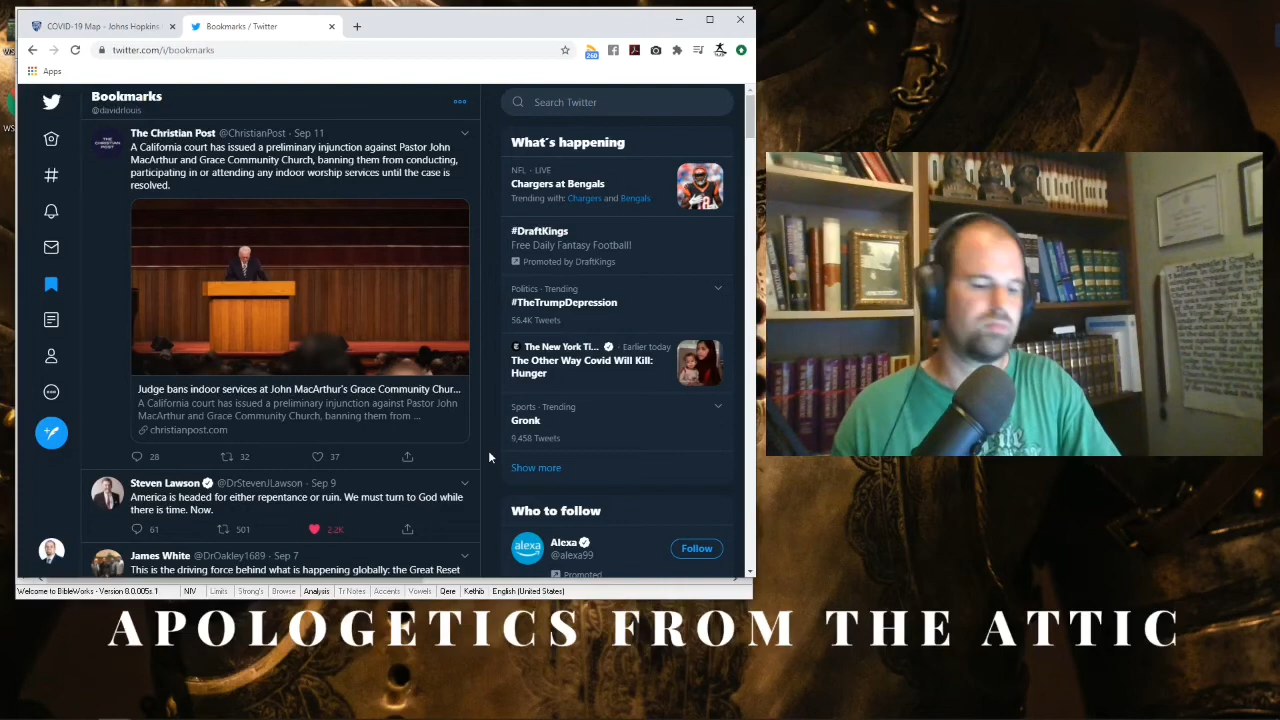 COVID-19 Map - Johns Hopkins
Bookmarks / Twitter
twitter.com/i/bookmarks
260
Apps
Bookmarks
@davidrlouis
The Christian Post @ChristianPost · Sep 11
A California court has issued a preliminary injunction against Pastor John
MacArthur and Grace Community Church, banning them from conducting,
participating in or attending any indoor worship services until the case is
resolved.
THE
CHRISTIAN
POST
Judge bans indoor services at John MacArthur's Grace Community Chur...
A California court has issued a preliminary injunction against Pastor John
MacArthur and Grace Community Church, banning them from ...
christianpost.com
28 32 37
Steven Lawson @DrStevenJLawson · Sep 9
America is headed for either repentance or ruin. We must turn to God while
there is time. Now.
61 501 2.2K
James White @DrOakley1689 · Sep 7
This is the driving force behind what is happening globally: the Great Reset
Search Twitter
What's happening
NFL · LIVE
Chargers at Bengals
Trending with: Chargers and Bengals
#DraftKings
Free Daily Fantasy Football!
Promoted by DraftKings
Politics · Trending
#TheTrumpDepression
56.4K Tweets
The New York Ti... · Earlier today
The Other Way Covid Will Kill:
Hunger
Sports · Trending
Gronk
9,458 Tweets
Show more
Who to follow
alexa
Alexa
@alexa99
Follow
Promoted
Welcome to BibleWorks - Version 8.0.005s.1 NIV Limits Strong's Browse Analysis Tr Notes Accents Vowels Qere Kethib English (United States)
APOLOGETICS FROM THE ATTIC